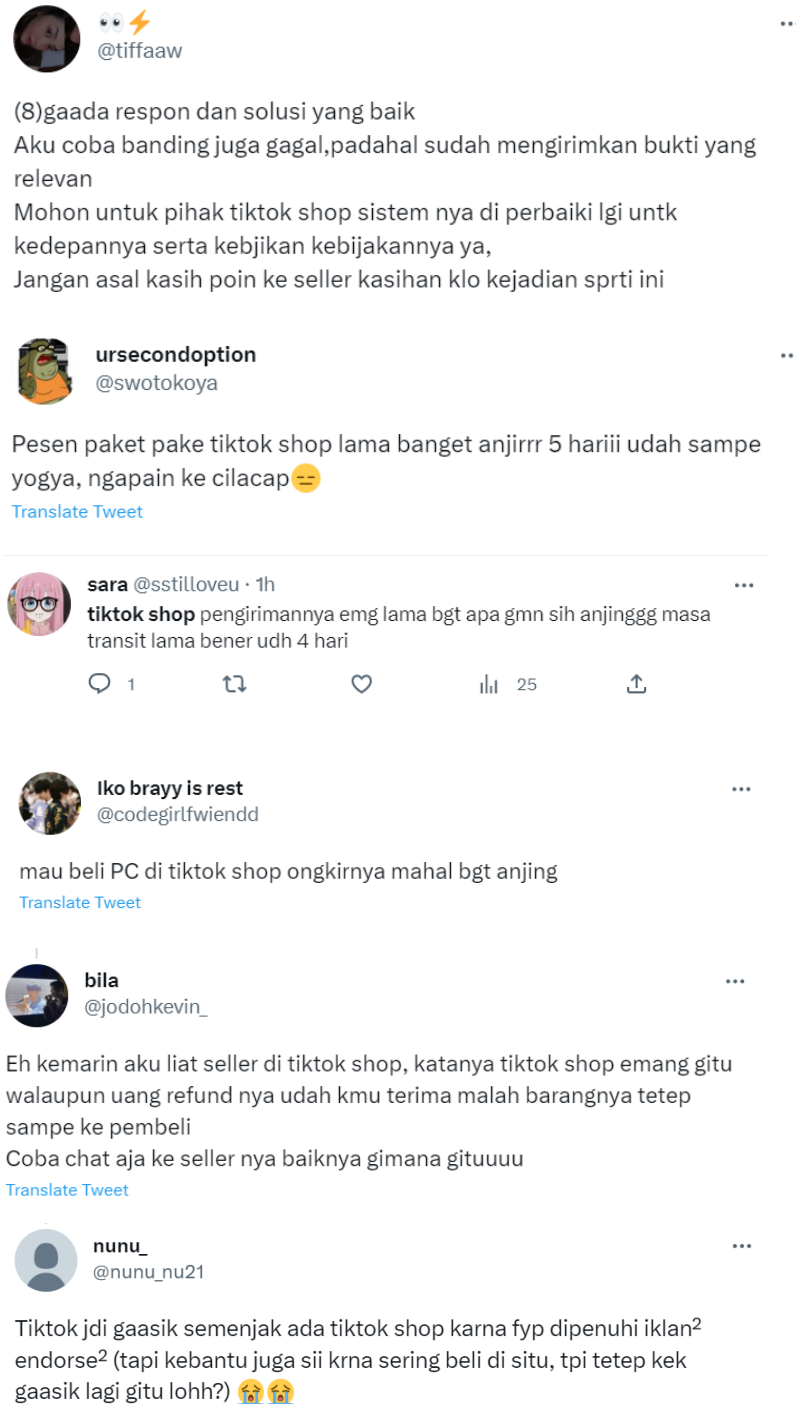 👀⚡
@tiffaaw
(8)gaada respon dan solusi yang baik
Aku coba banding juga gagal,padahal sudah mengirimkan bukti yang
relevan
Mohon untuk pihak tiktok shop sistem nya di perbaiki lgi untk
kedepannya serta kebjikan kebijakannya ya,
Jangan asal kasih poin ke seller kasihan klo kejadian sprti ini
ursecondoption
@swotokoya
Pesen paket pake tiktok shop lama banget anjirrr 5 hariii udah sampe
yogya, ngapain ke cilacap😑
Translate Tweet
sara @sstilloveu · 1h
tiktok shop pengirimannya emg lama bgt apa gmn sih anjinggg masa
transit lama bener udh 4 hari
1 25
Iko brayy is rest
@codegirlfwiendd
mau beli PC di tiktok shop ongkirnya mahal bgt anjing
Translate Tweet
bila
@jodohkevin_
Eh kemarin aku liat seller di tiktok shop, katanya tiktok shop emang gitu
walaupun uang refund nya udah kmu terima malah barangnya tetep
sampe ke pembeli
Coba chat aja ke seller nya baiknya gimana gituuuu
Translate Tweet
nunu_
@nunu_nu21
Tiktok jdi gaasik semenjak ada tiktok shop karna fyp dipenuhi iklan²
endorse² (tapi kebantu juga sii krna sering beli di situ, tpi tetep kek
gaasik lagi gitu lohh?) 😭😭